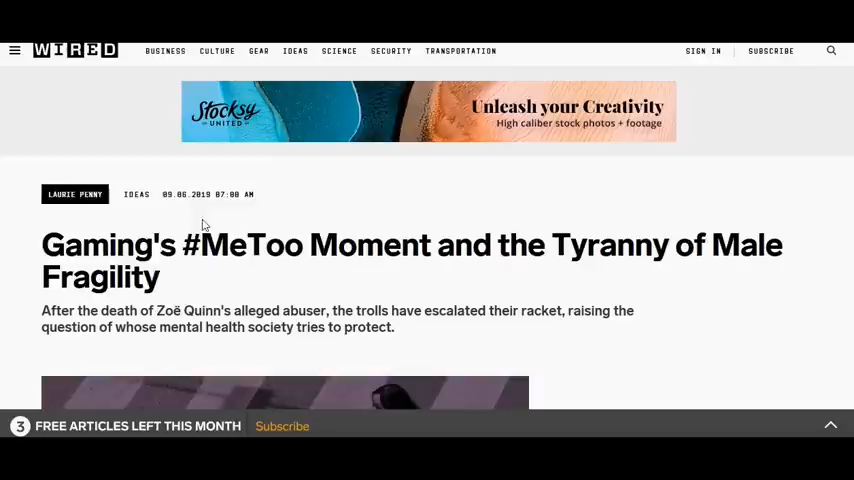 WIRED BUSINESS CULTURE GEAR IDEAS SCIENCE SECURITY TRANSPORTATION SIGN IN SUBSCRIBE
Stocksy
UNITED
Unleash your Creativity
High caliber stock photos + footage
LAURIE PENNY IDEAS 09.06.2019 07:00 AM
Gaming's #MeToo Moment and the Tyranny of Male
Fragility
After the death of Zoë Quinn's alleged abuser, the trolls have escalated their racket, raising the
question of whose mental health society tries to protect.
3 FREE ARTICLES LEFT THIS MONTH Subscribe